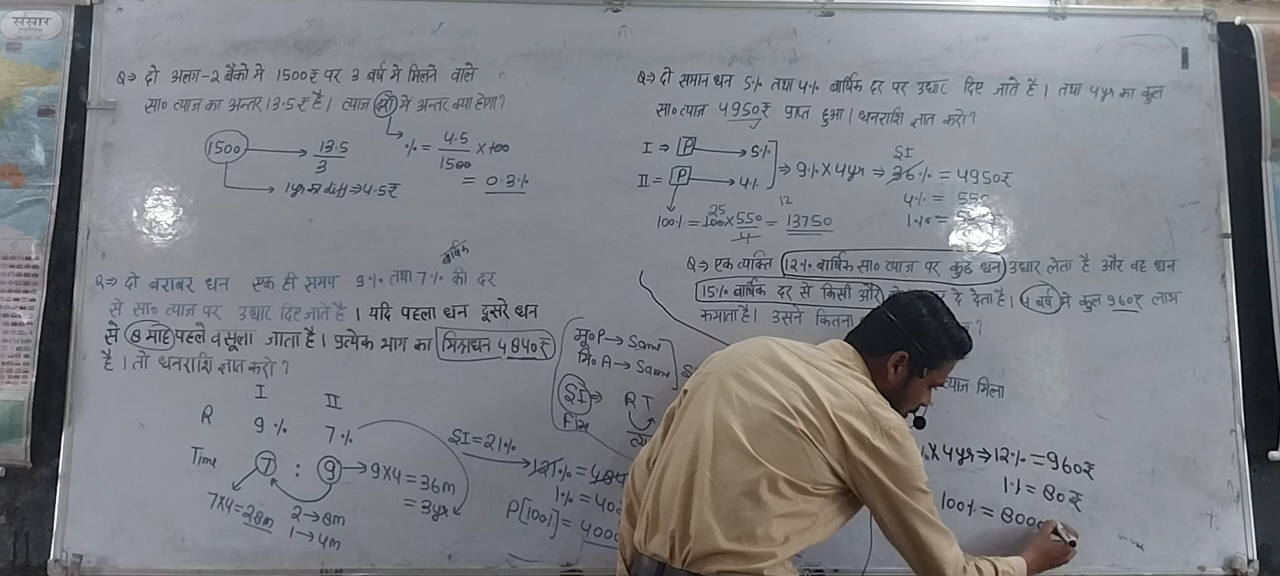 संसार
Q→ दो अलग-2 बैंको मे 1500₹ पर 3 वर्ष मे मिलने वाले
सा० ब्याज का अन्तर 13.5₹ है। ब्याज दरो मे अन्तर क्या होगा?
1500 → 13.5/3
→ 1yr का diff → 4.5₹
% = 4.5/1500 × 100
= 0.3%
Q→ दो समान धन 5% तथा 4% वार्षिक दर पर उधार दिए जाते है। तथा 4yr का कुल
सा० ब्याज 4950₹ प्राप्त हुआ। धनराशि ज्ञात करो?
I → P → 5%
II = P → 4%
⇒ 9% × 4yr ⇒ 36% = 4950₹
SI
4% = 550
1% =
100% = 100 × 550/4 = 13750
25
12
Q→ दो बराबर धन एक ही समय 9% तथा 7% की दर
वार्षिक
से सा० ब्याज पर उधार दिए जाते है। यदि पहला धन दूसरे धन
से 8 माह पहले वसूला जाता है। प्रत्येक भाग का मिश्रधन 4840₹
है। तो धनराशि ज्ञात करो?
I II
R 9% 7%
Time 7 : 9 → 9×4 = 36m
= 3yr
7×4 = 28m
2 → 8m
1 → 4m
मू० P → Same
मि० A → Same
SI ⇒ R T
Fix
SI = 21%
121% = 484
1% = 40
P[100%] = 4000
Q→ एक व्यक्ति 12% वार्षिक सा० ब्याज पर कुछ धन उधार लेता है और वह धन
15% वार्षिक दर से किसी और दे देता है। 4 वर्ष मे कुल 960₹ लाभ
कमाता है। उसने कितना ?
ब्याज मिला
% × 4yr ⇒ 12% = 960₹
1% = 80₹
100% = 8000